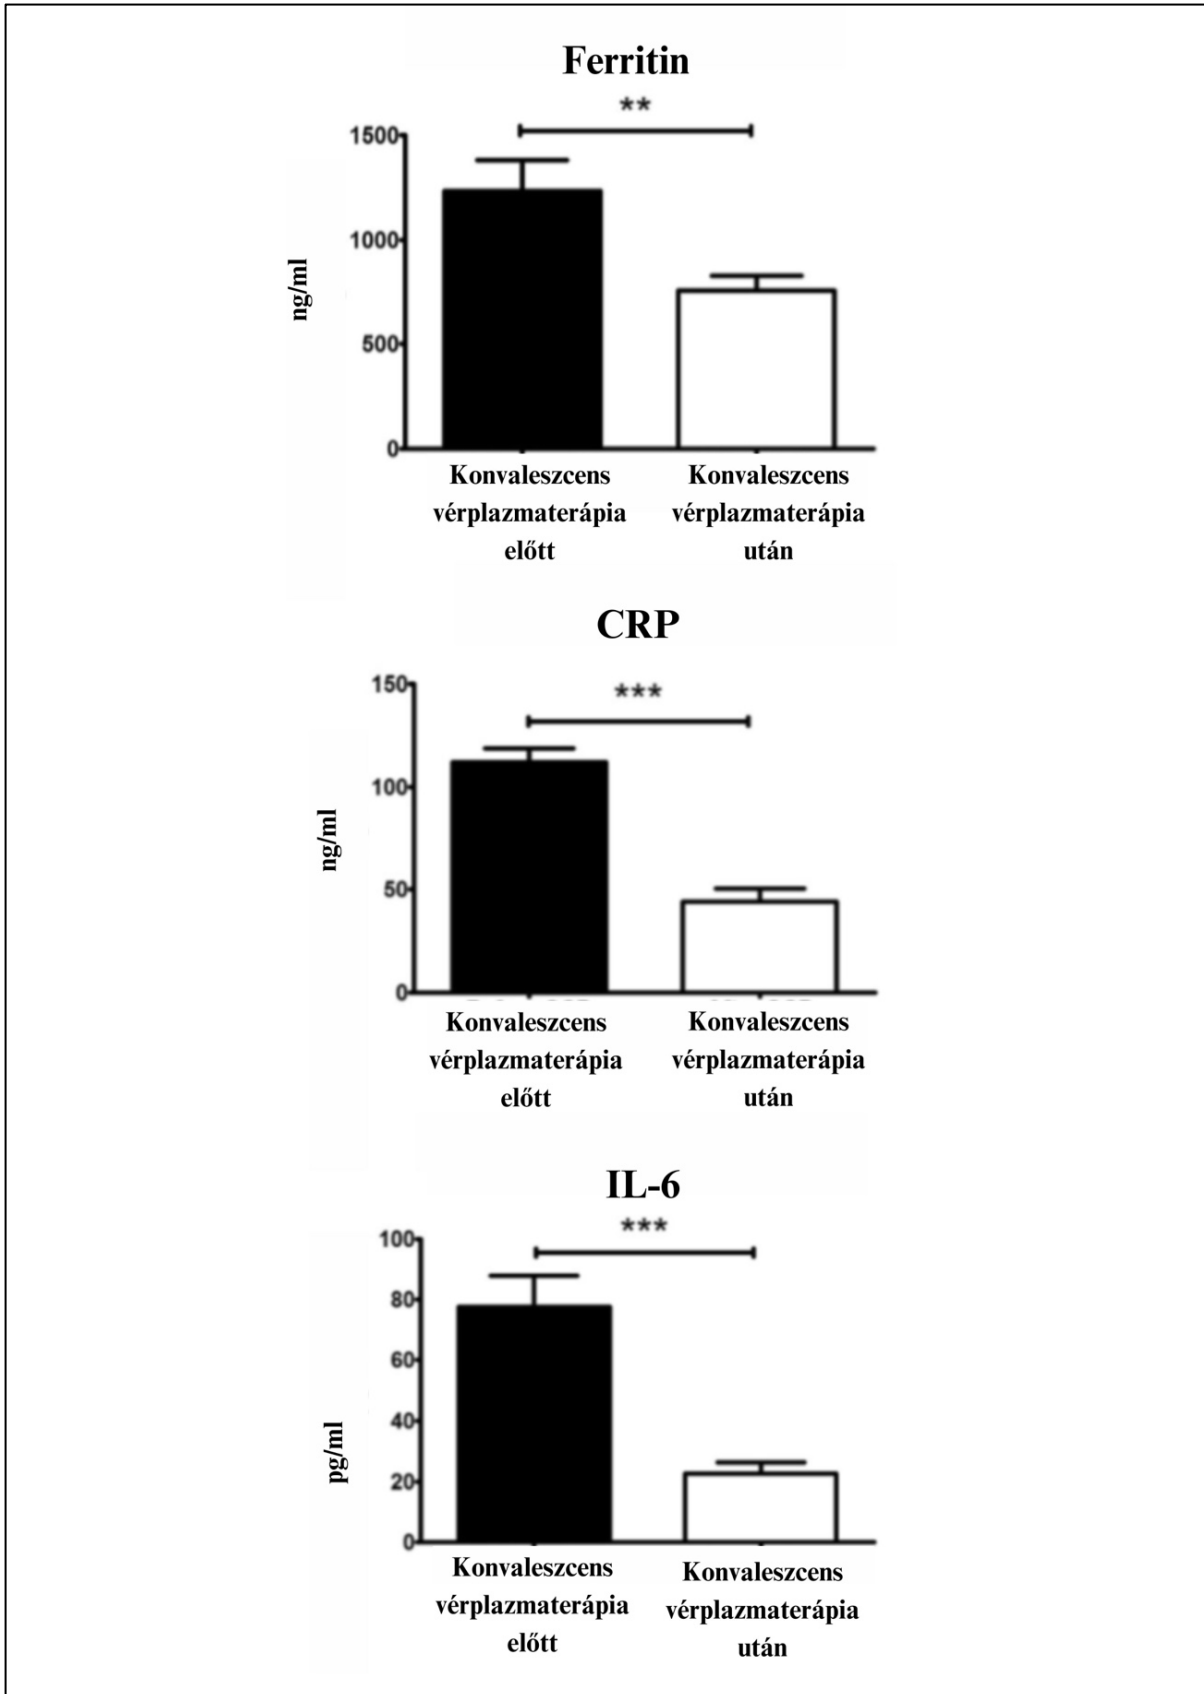 Ferritin
**
1500
1000
500
0
ng/ml
Konvaleszcens
vérplazmaterápia
előtt
Konvaleszcens
vérplazmaterápia
után
CRP
***
150
100
50
0
ng/ml
Konvaleszcens
vérplazmaterápia
előtt
Konvaleszcens
vérplazmaterápia
után
IL-6
***
100
80
60
40
20
0
pg/ml
Konvaleszcens
vérplazmaterápia
előtt
Konvaleszcens
vérplazmaterápia
után